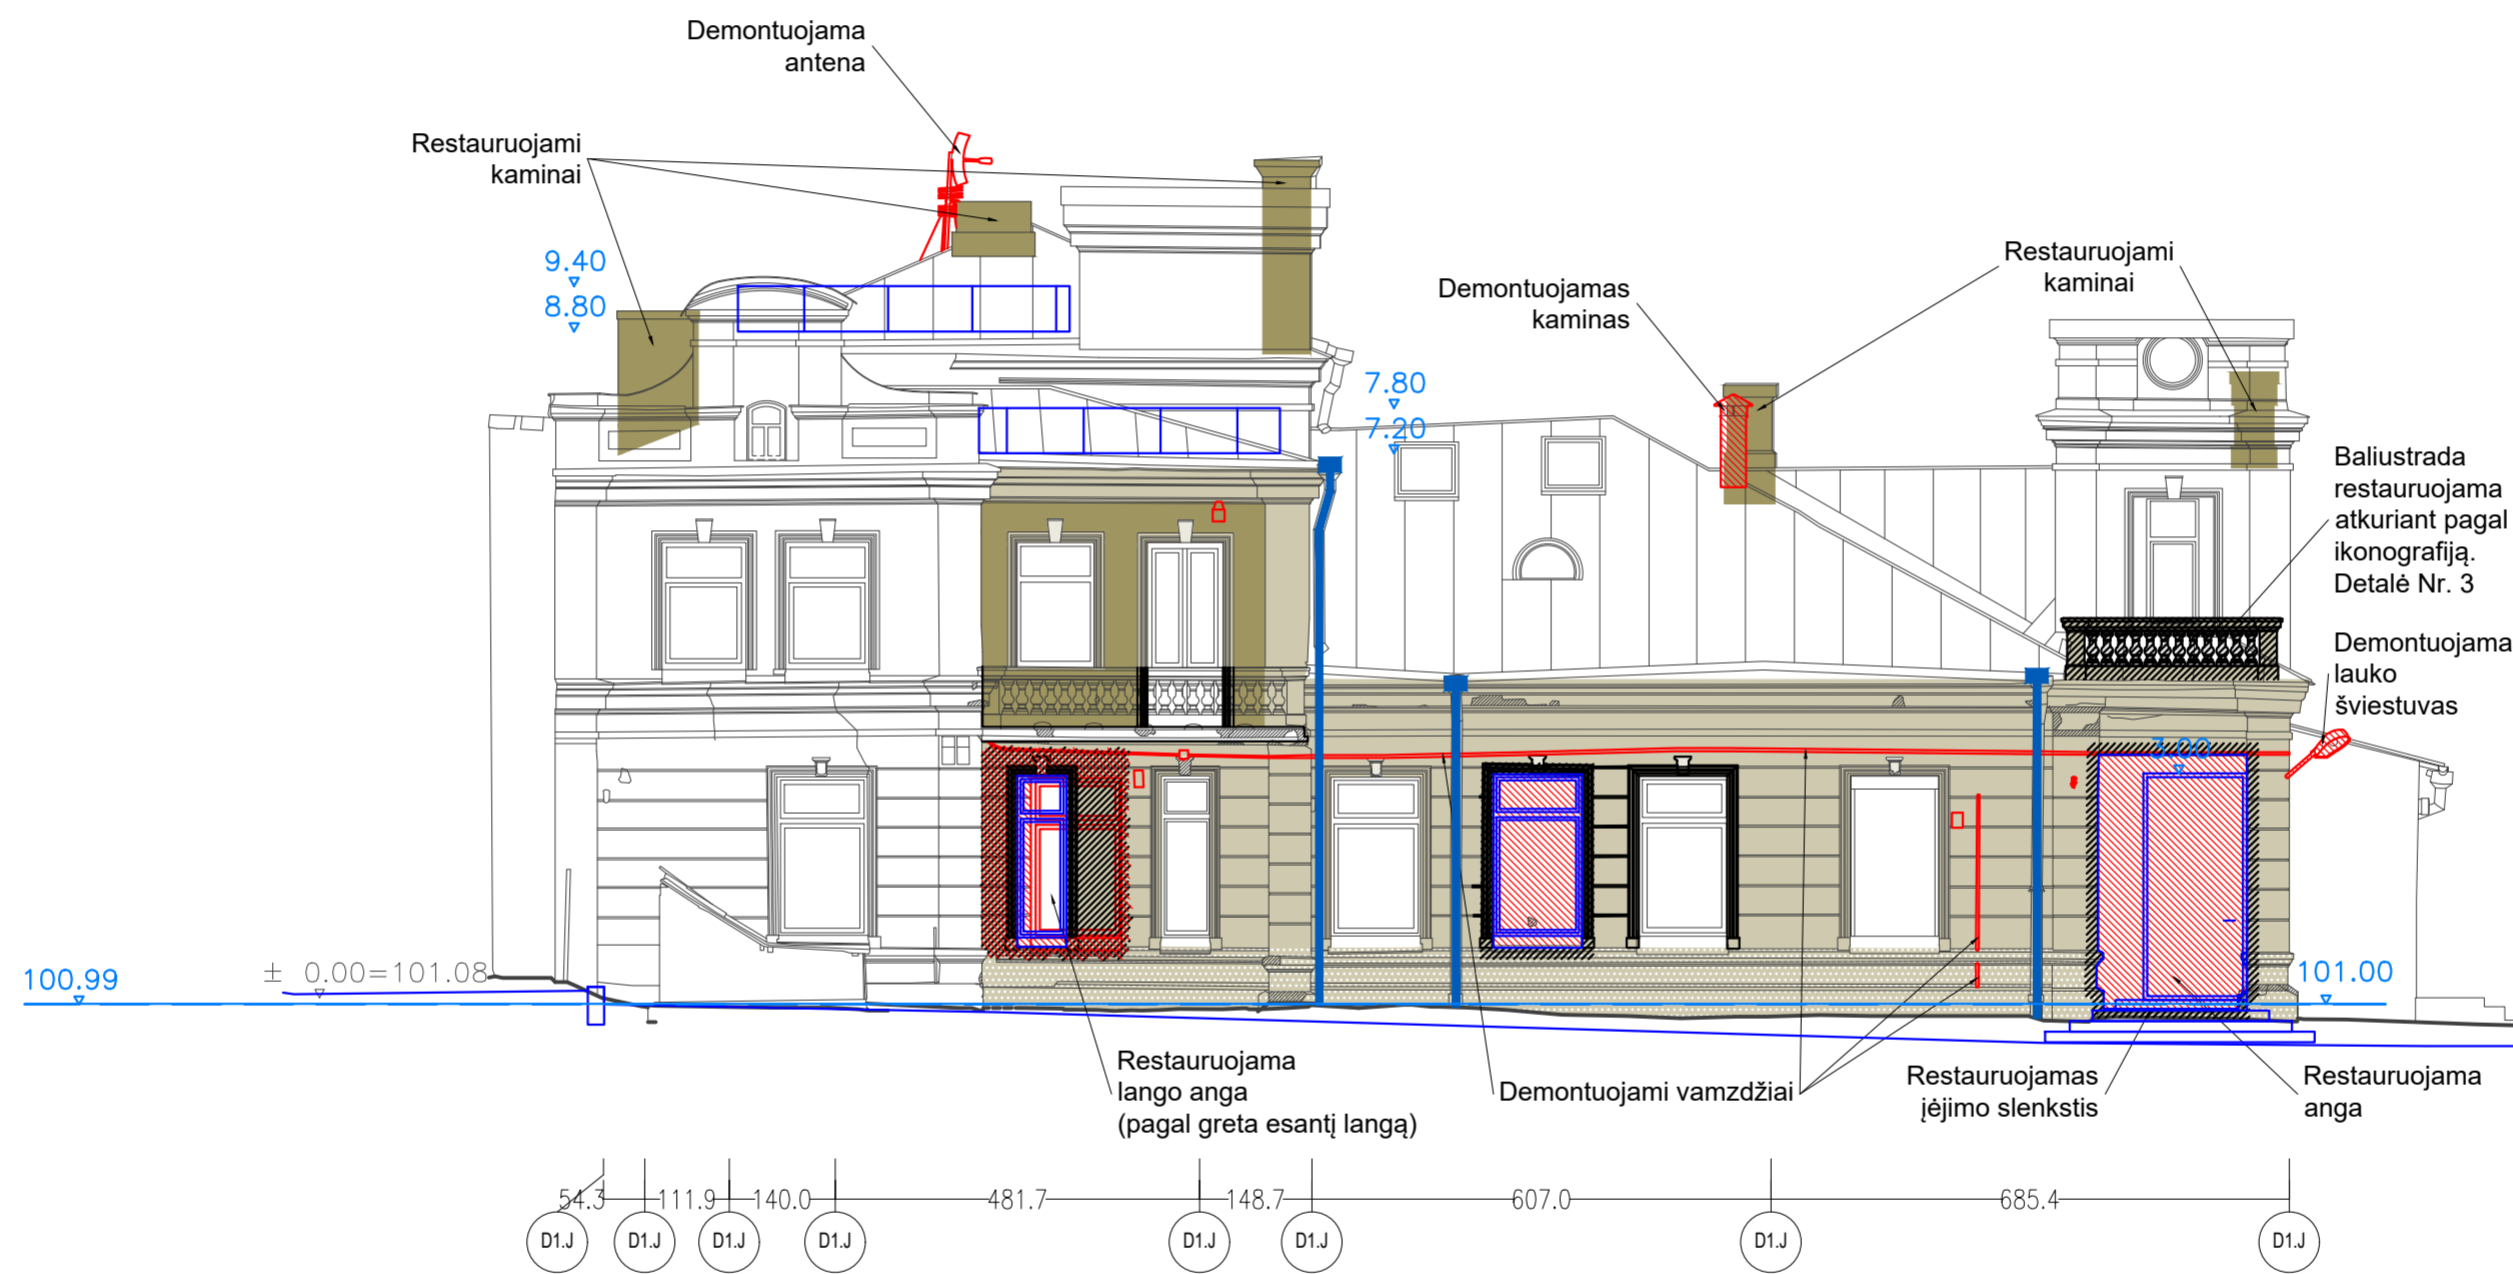 Demontuojama
antena
Restauruojami
kaminai
9.40
8.80
Restauruojami
kaminai
Demontuojamas
kaminas
7.80
7.20
Baliustrada
restauruojama
atkuriant pagal
ikonografiją.
Detalė Nr. 3
Demontuojama
lauko
šviestuvas
3.00
100.99
± 0.00=101.08
101.00
Restauruojama
lango anga
(pagal greta esantį langą)
Demontuojami vamzdžiai
Restauruojamas
įėjimo slenkstis
Restauruojama
anga
54.3 111.9 140.0 481.7 148.7 607.0 685.4
D1.J D1.J D1.J D1.J D1.J D1.J D1.J D1.J